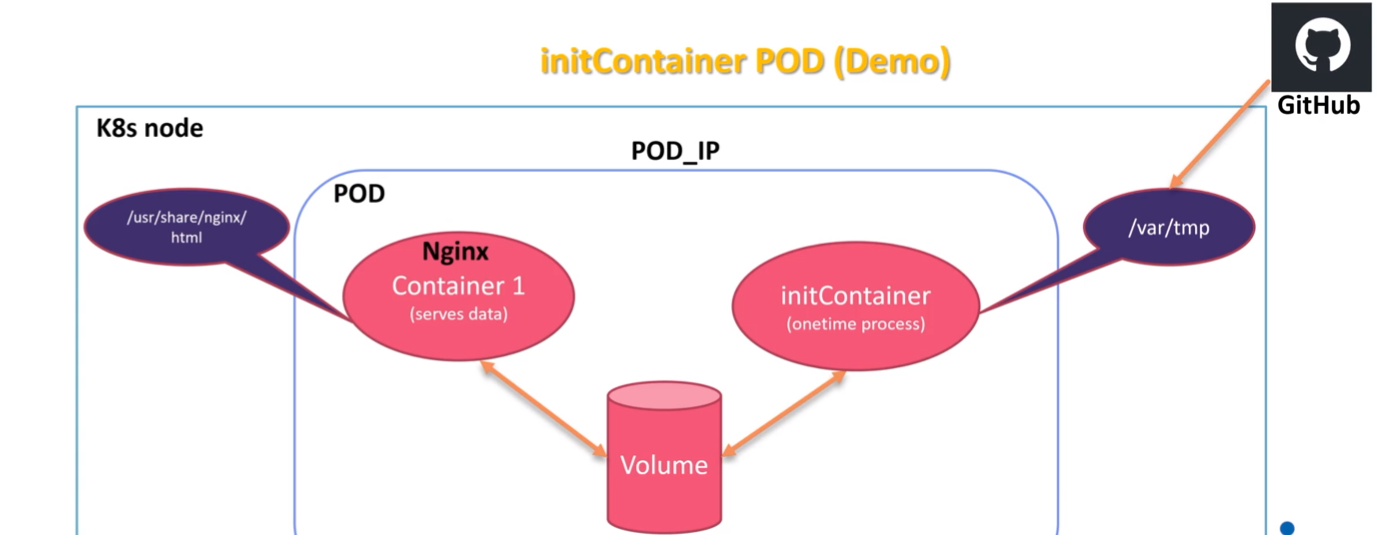 initContainer POD (Demo)
GitHub
K8s node
POD_IP
POD
/usr/share/nginx/
html
/var/tmp
Nginx
Container 1
(serves data)
initContainer
(onetime process)
Volume